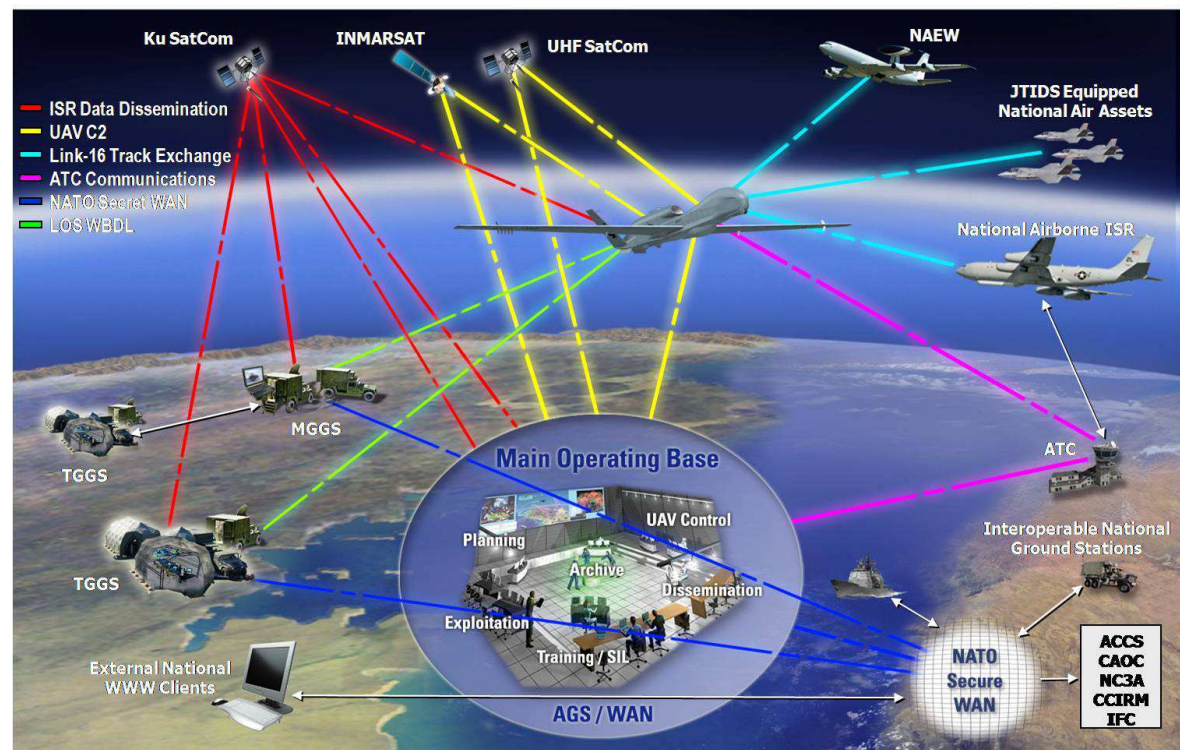 Ku SatCom
INMARSAT
UHF SatCom
NAEW
JTIDS Equipped
National Air Assets
ISR Data Dissemination
UAV C2
Link-16 Track Exchange
ATC Communications
NATO Secret WAN
LOS WBDL
National Airborne ISR
MGGS
TGGS
ATC
Main Operating Base
UAV Control
Planning
Archive
Dissemination
Exploitation
Training / SIL
Interoperable National
Ground Stations
TGGS
External National
WWW Clients
AGS / WAN
NATO
Secure
WAN
ACCS
CAOC
NC3A
CCIRM
IFC